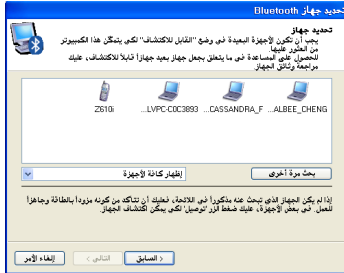 تحديد جهاز Bluetooth
تحديد جهاز
يجب أن تكون الأجهزة البعيدة في وضع "القابل للاكتشاف" لكي يتمكّن هذا الكمبيوتر
من العثور عليها.
للحصول على المساعدة في ما يتعلق بجعل جهاز بعيد جهازاً قابلاً للاكتشاف، عليك
مراجعة وثائق الجهاز.
ALBEE_CHENG...
CASSANDRA_F...
LVPC-C0C3893...
Z610i
بحث مرة أخرى
إظهار كافة الأجهزة
إذا لم يكن الجهاز الذي تبحث عنه مذكوراً في اللائحة، فعليك أن تتأكد من كونه مزوداً بالطاقة وجاهزاً
للعمل. في بعض الأجهزة، عليك ضغط الزر 'توصيل' لكي يمكن اكتشاف الجهاز.
< السابق
التالي >
إلغاء الأمر